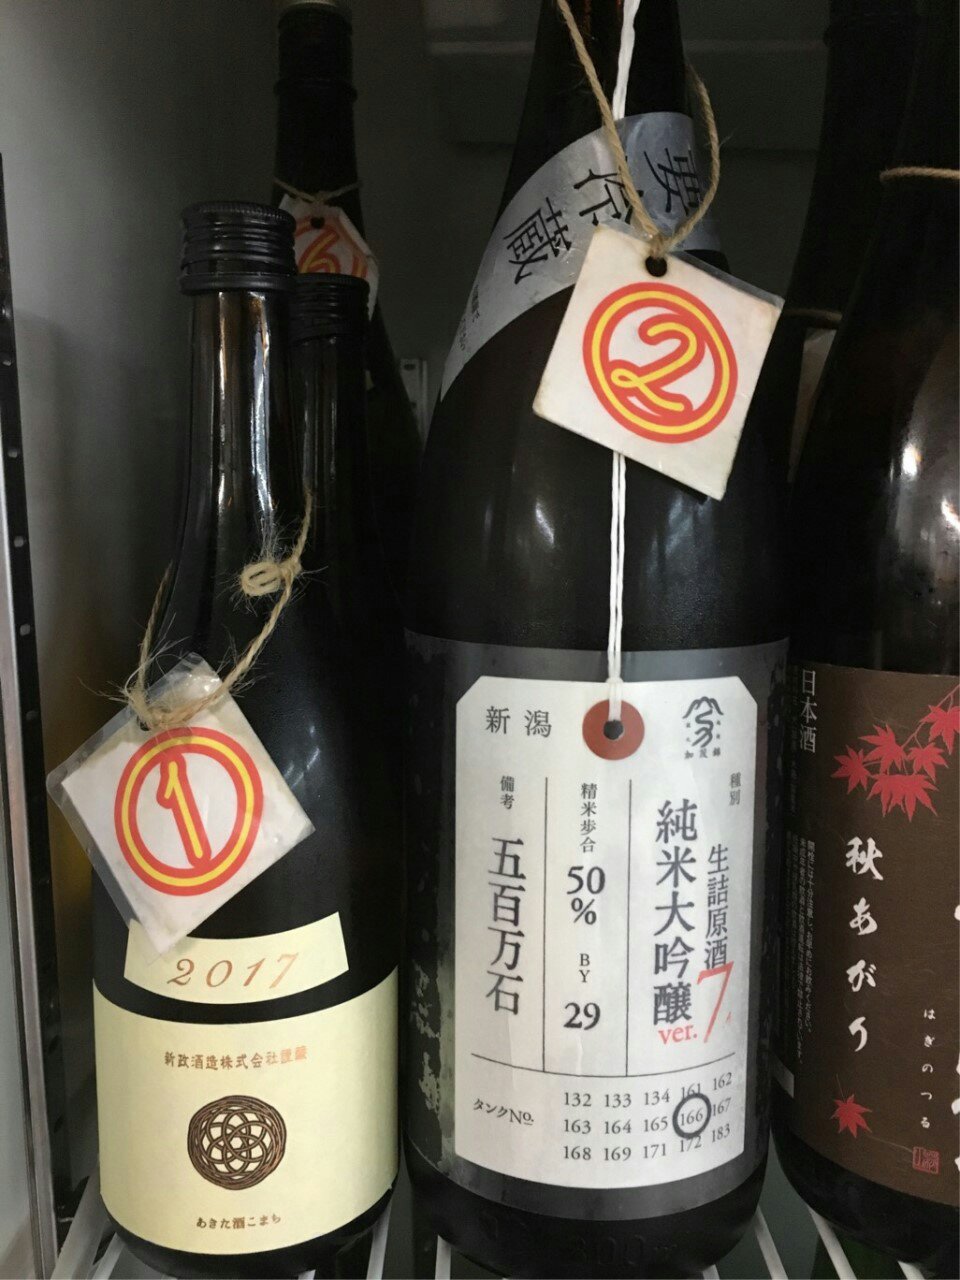 6
要冷蔵
2
1
2017
新政酒造株式会社謹醸
あきた酒こまち
新潟
加茂錦
種別
生詰原酒
純米大吟醸
ver.7
精米歩合
50%
BY
29
備考
五百万石
タンクNo.
132 133 134 161 162
163 164 165 166 167
168 169 171 172 183
日本酒
秋あがり
はぎのつる